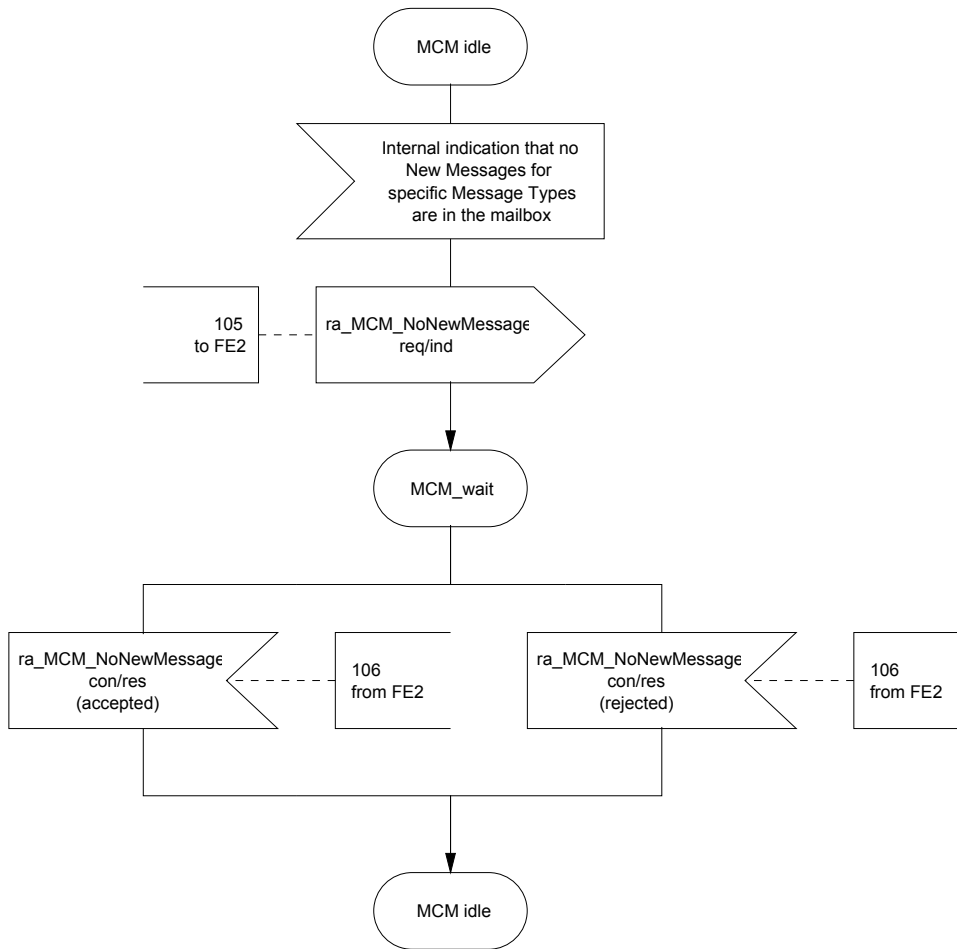 MCM idle
Internal indication that no
New Messages for
specific Message Types
are in the mailbox
105
to FE2
ra_MCM_NoNewMessage
req/ind
MCM_wait
ra_MCM_NoNewMessage
con/res
(accepted)
106
from FE2
ra_MCM_NoNewMessage
con/res
(rejected)
106
from FE2
MCM idle